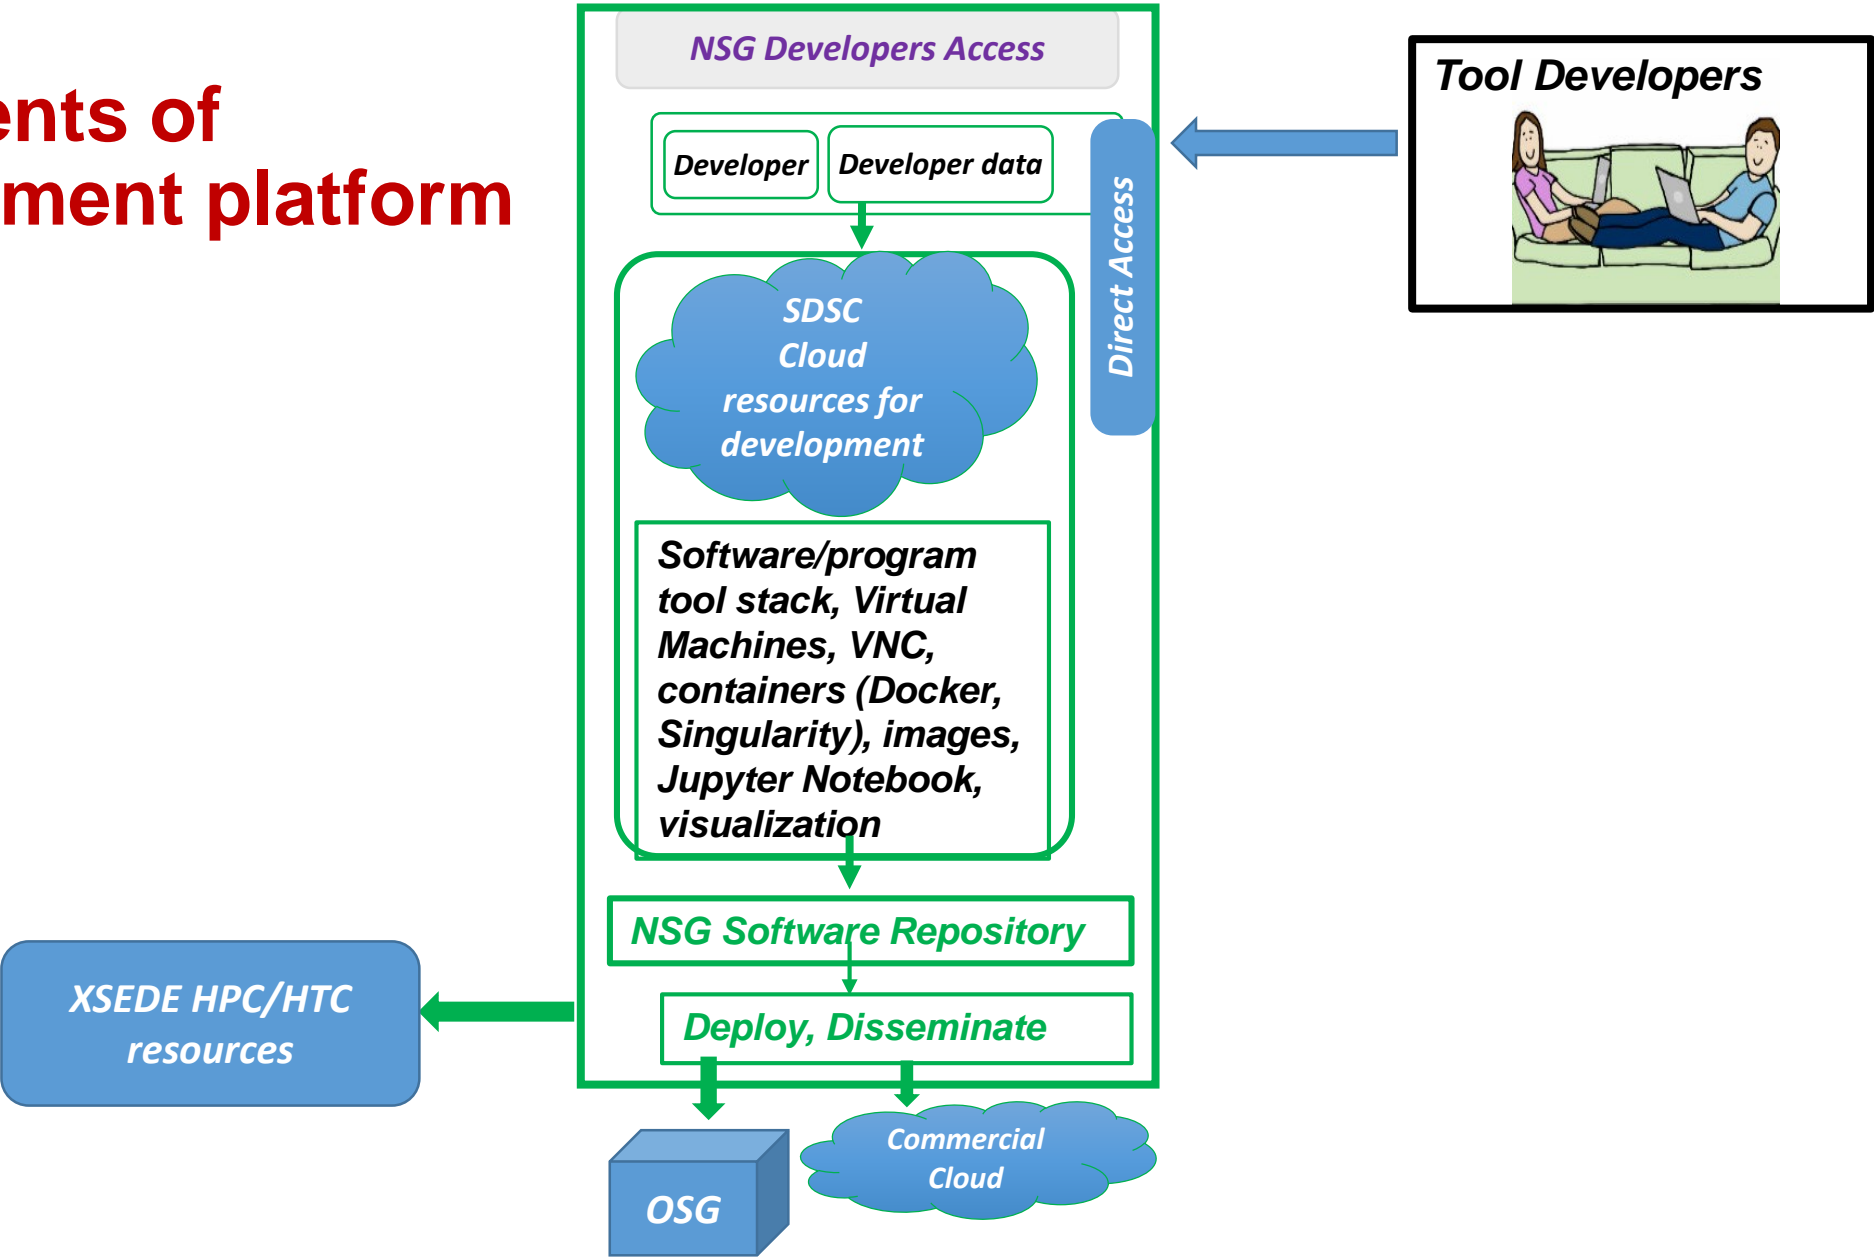 ents of
ment platform
NSG Developers Access
Tool Developers
Developer
Developer data
Direct Access
SDSC
Cloud
resources for
development
Software/program
tool stack, Virtual
Machines, VNC,
containers (Docker,
Singularity), images,
Jupyter Notebook,
visualization
NSG Software Repository
XSEDE HPC/HTC
resources
Deploy, Disseminate
Commercial
Cloud
OSG